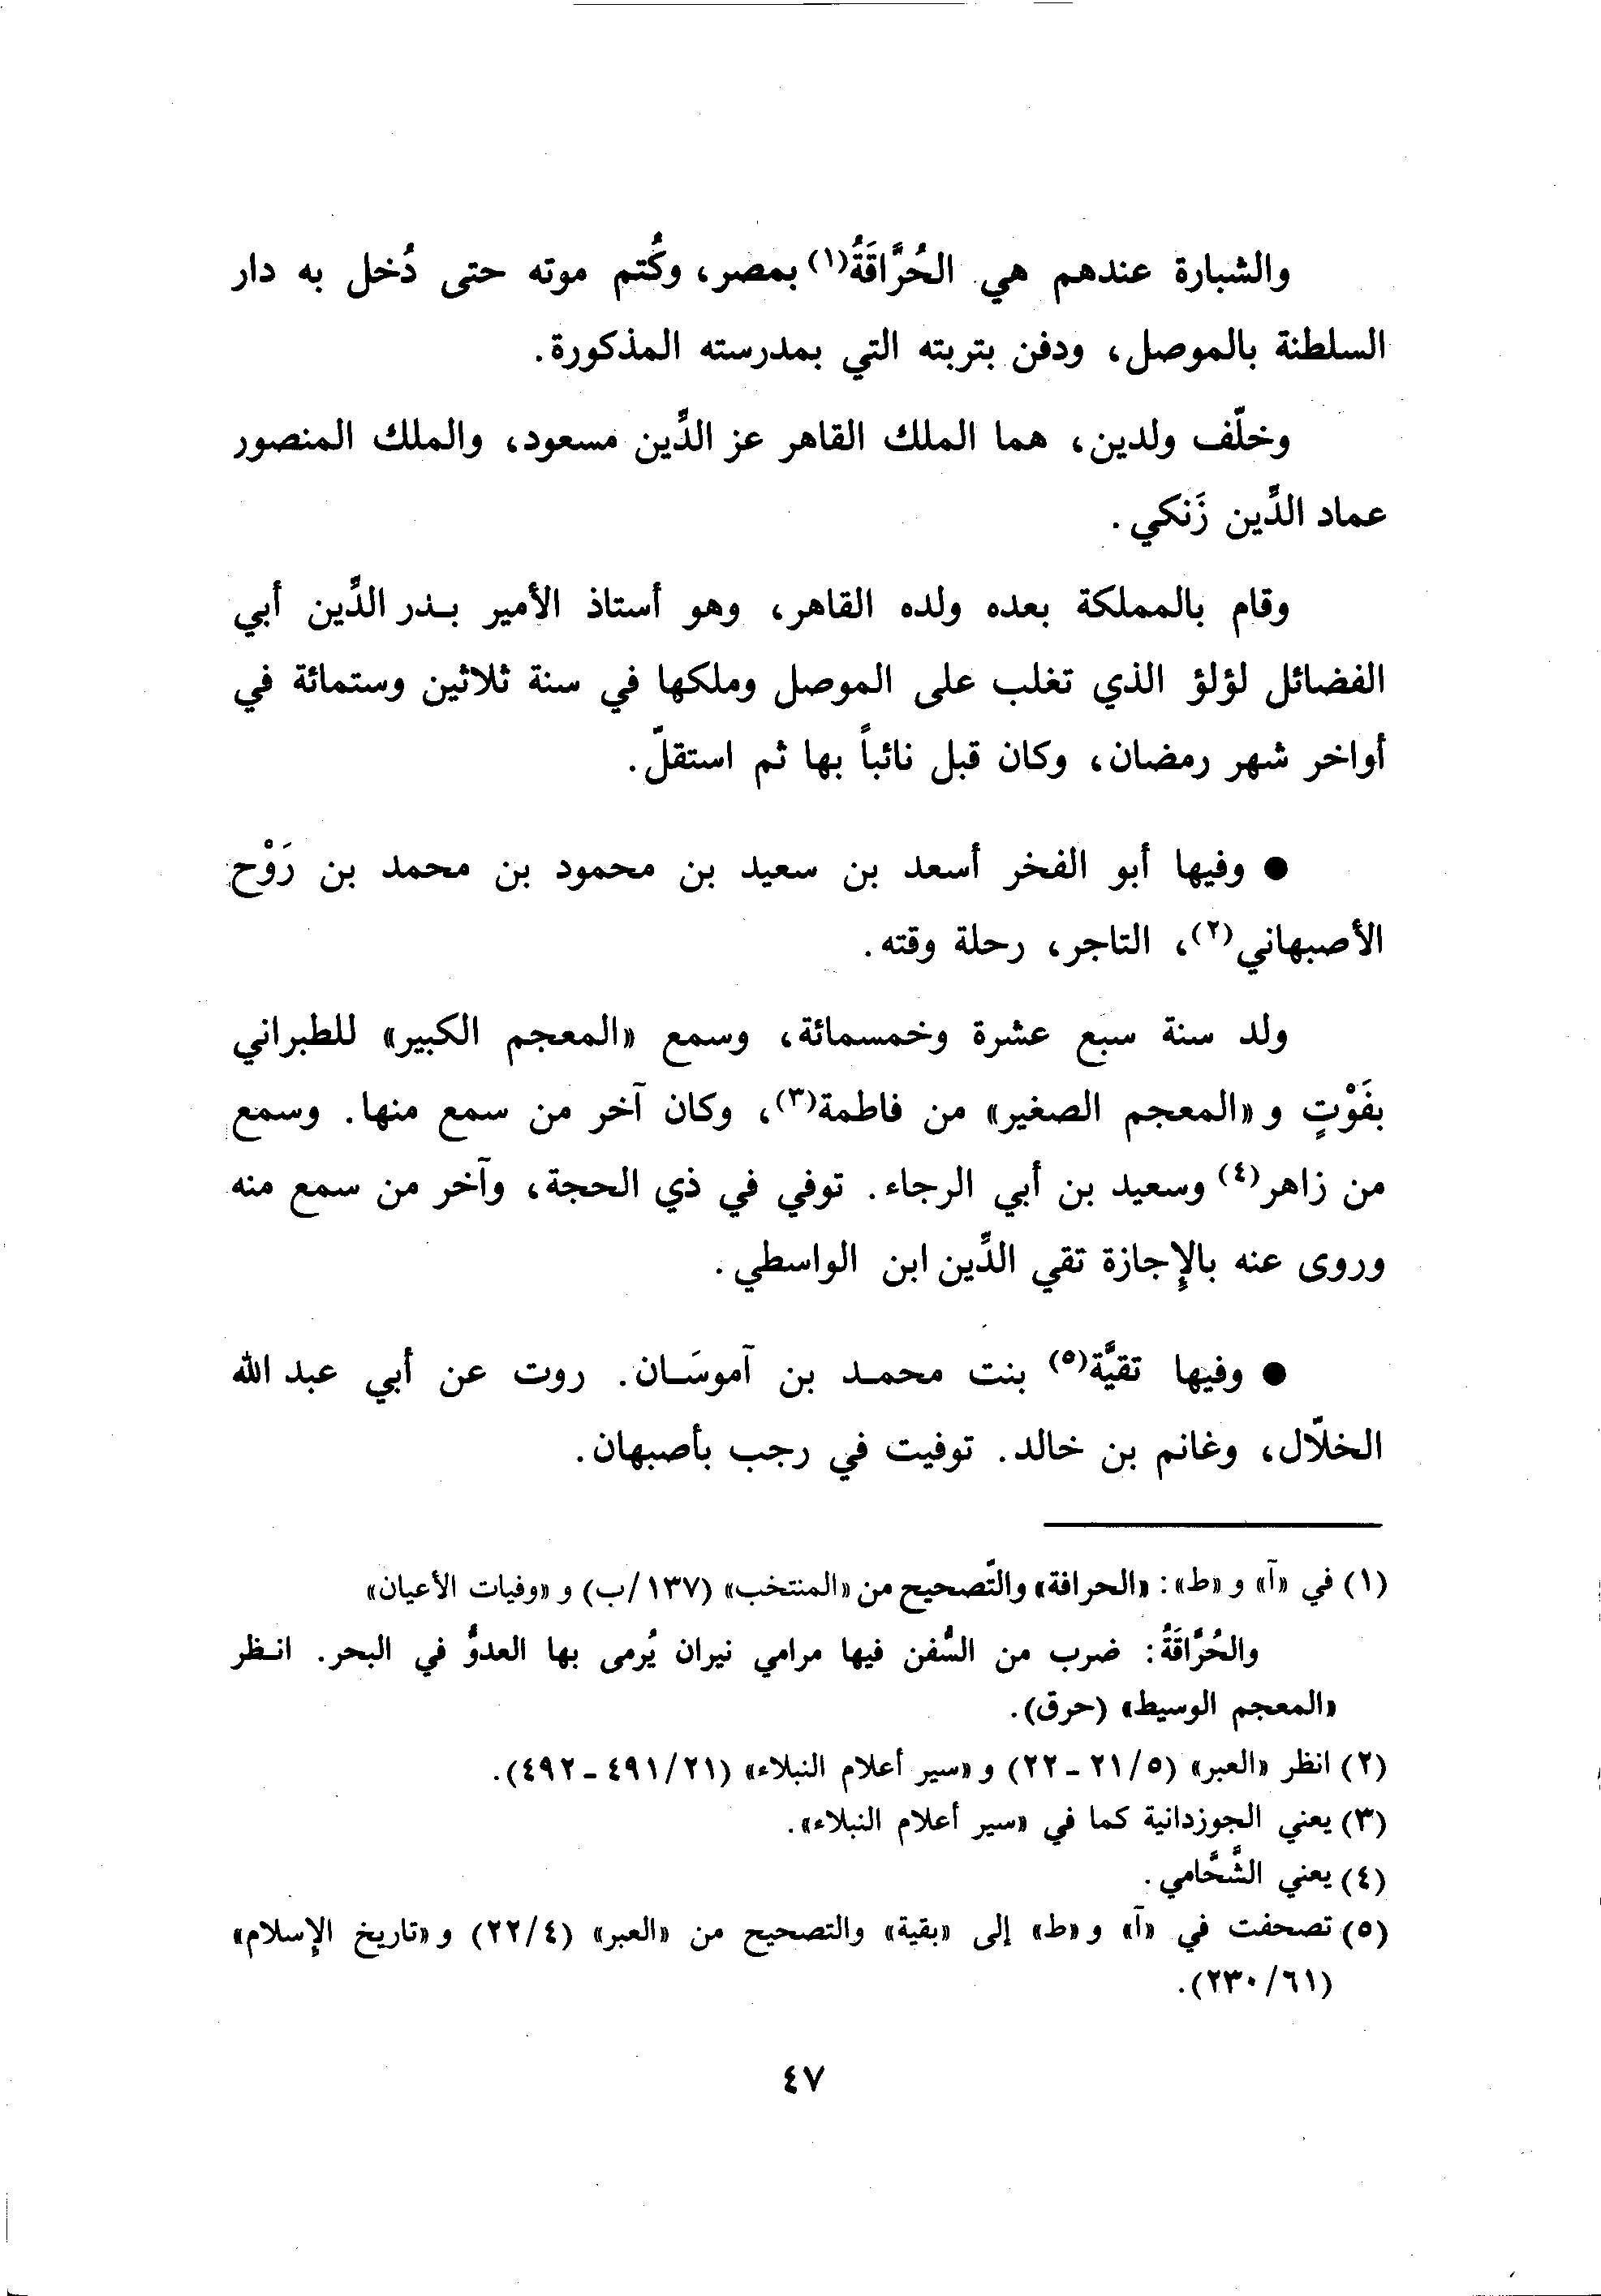 والشبارة عندهم هي الحُرَّاقَةُ(١) بمصر، وكُتم موته حتى دُخل به دار
السلطنة بالموصل، ودفن بتربته التي بمدرسته المذكورة.
وخلّف ولدين، هما الملك القاهر عز الدِّين مسعود، والملك المنصور
عماد الدِّين زَنكي.
وقام بالمملكة بعده ولده القاهر، وهو أستاذ الأمير بـدر الدِّين أبي
الفضائل لؤلؤ الذي تغلب على الموصل وملكها في سنة ثلاثين وستمائة في
أواخر شهر رمضان، وكان قبل نائباً بها ثم استقلّ.
● وفيها أبو الفخر أسعد بن سعيد بن محمود بن محمد بن رَوْح
الأصبهاني(٢)، التاجر، رحلة وقته.
ولد سنة سبع عشرة وخمسمائة، وسمع «المعجم الكبير» للطبراني
بفَوْتٍ و «المعجم الصغير» من فاطمة(٣)، وكان آخر من سمع منها. وسمع
من زاهر(٤) وسعيد بن أبي الرجاء. توفي في ذي الحجة، وآخر من سمع منه
وروى عنه بالإِجازة تقي الدِّين ابن الواسطي.
● وفيها تقيَّة(٥) بنت محمـد بن آموسَـان. روت عن أبي عبد الله
الخلّال، وغانم بن خالد. توفيت في رجب بأصبهان.
(١) في «آ» و «ط»: «الحرافة» والتّصحيح من «المنتخب» (١٣٧/ب) و «وفيات الأعيان»
والحُرَّاقَةُ: ضرب من السُّفن فيها مرامي نيران يُرمى بها العدوُّ في البحر. انـظر
«المعجم الوسيط» (حرق).
(٢) انظر «العبر» (٢١/٥ - ٢٢) و «سير أعلام النبلاء» (٤٩١/٢١ - ٤٩٢).
(٣) يعني الجوزدانية كما في «سير أعلام النبلاء».
(٤) يعني الشَّحَّامي.
(٥) تصحفت في «آ» و «ط» إلى «بقية» والتصحيح من «العبر» (٢٢/٤) و «تاريخ الإسلام»
(٢٣٠/٦١).
٤٧